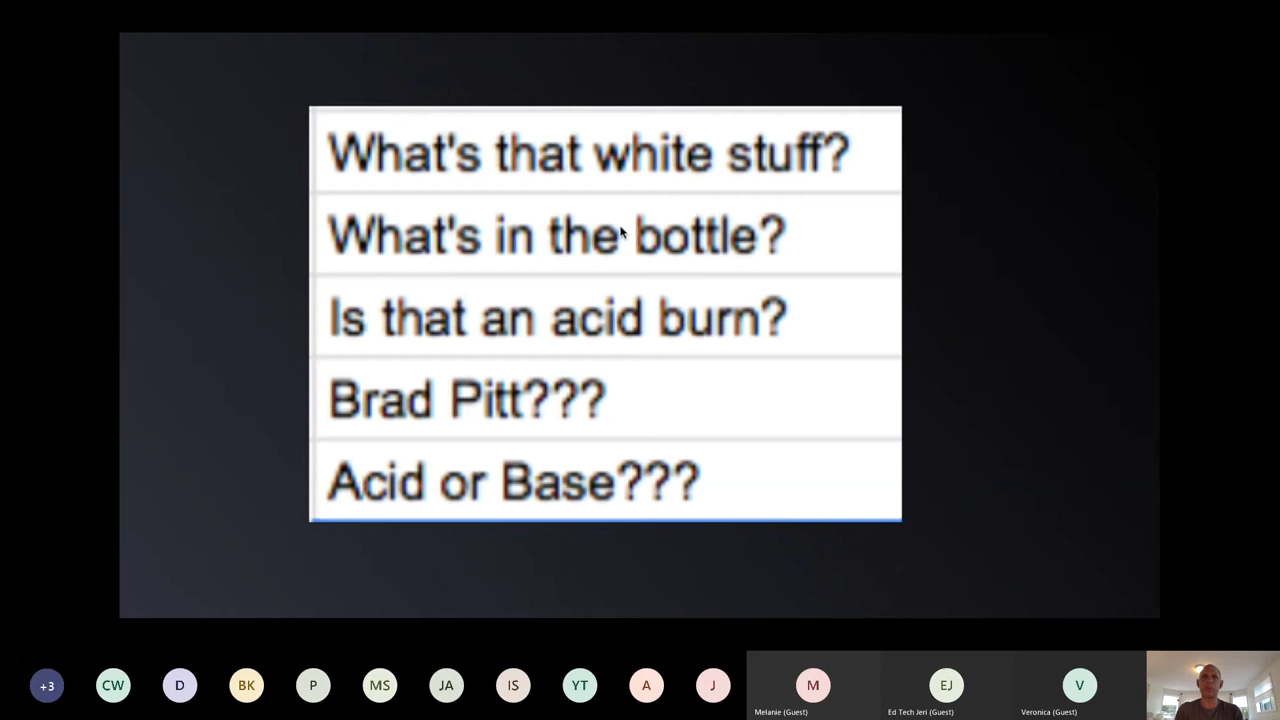 What's that white stuff?
What's in the bottle?
Is that an acid burn?
Brad Pitt???
Acid or Base???
+3
CW
D
BK
P
MS
JA
IS
YT
A
J
M
EJ
V
Melanie (Guest)
Ed Tech Jeri (Guest)
Veronica (Guest)